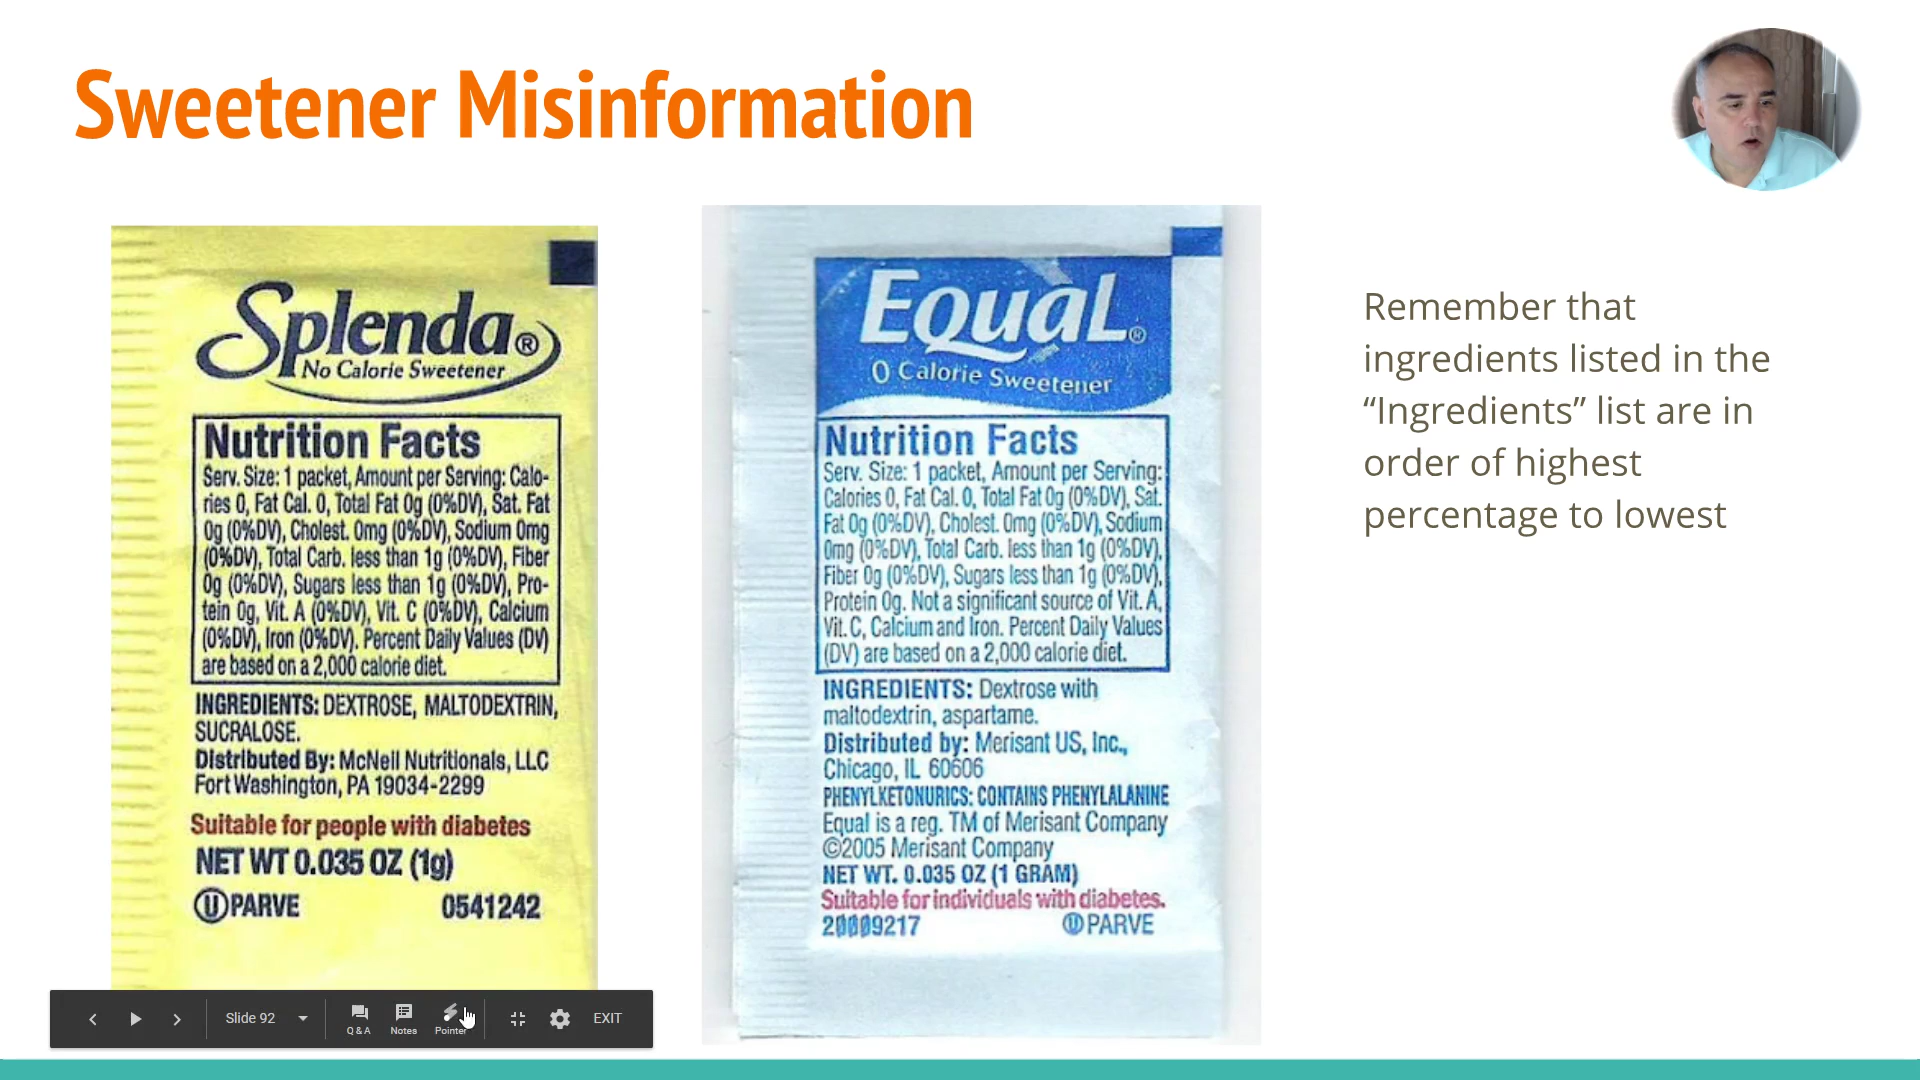 Sweetener Misinformation
Splenda®
No Calorie Sweetener
Nutrition Facts
Serv. Size: 1 packet, Amount per Serving: Calo-
ries 0, Fat Cal. 0, Total Fat 0g (0%DV), Sat. Fat
0g (0%DV), Cholest. 0mg (0%DV), Sodium 0mg
(0%DV), Total Carb. less than 1g (0%DV), Fiber
0g (0%DV), Sugars less than 1g (0%DV), Pro-
tein 0g, Vit. A (0%DV), Vit. C (0%DV), Calcium
(0%DV), Iron (0%DV). Percent Daily Values (DV)
are based on a 2,000 calorie diet.
INGREDIENTS: DEXTROSE, MALTODEXTRIN,
SUCRALOSE.
Distributed By: McNeil Nutritionals, LLC
Fort Washington, PA 19034-2299
Suitable for people with diabetes
NET WT 0.035 OZ (1g)
Ⓤ PARVE 0541242
Equal®
0 Calorie Sweetener
Nutrition Facts
Serv. Size: 1 packet, Amount per Serving:
Calories 0, Fat Cal. 0, Total Fat 0g (0%DV), Sat.
Fat 0g (0%DV), Cholest. 0mg (0%DV), Sodium
0mg (0%DV), Total Carb. less than 1g (0%DV),
Fiber 0g (0%DV), Sugars less than 1g (0%DV),
Protein 0g. Not a significant source of Vit. A,
Vit. C, Calcium and Iron. Percent Daily Values
(DV) are based on a 2,000 calorie diet.
INGREDIENTS: Dextrose with
maltodextrin, aspartame.
Distributed by: Merisant US, Inc.,
Chicago, IL 60606
PHENYLKETONURICS: CONTAINS PHENYLALANINE
Equal is a reg. TM of Merisant Company
©2005 Merisant Company
NET WT. 0.035 OZ (1 GRAM)
Suitable for individuals with diabetes.
20009217 Ⓤ PARVE
Remember that
ingredients listed in the
“Ingredients” list are in
order of highest
percentage to lowest
Slide 92
Q & A
Notes
Pointer
EXIT